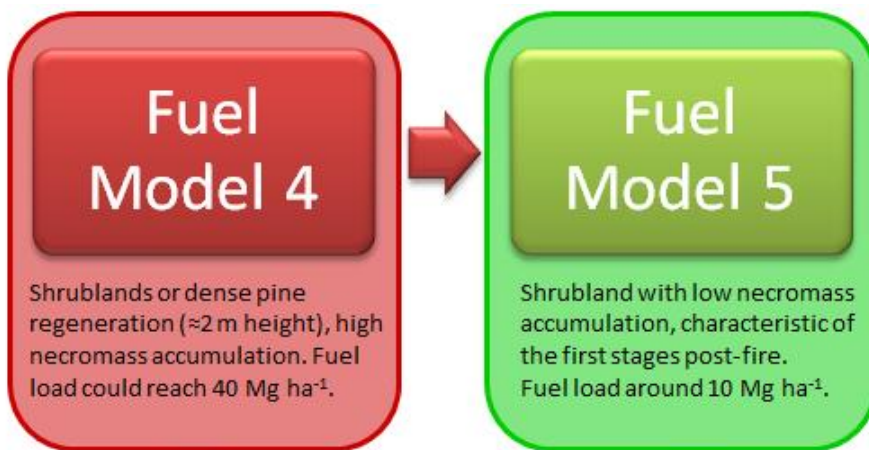 Fuel
Model 4
Shrublands or dense pine
regeneration (≈2 m height), high
necromass accumulation. Fuel
load could reach 40 Mg ha⁻¹.
Fuel
Model 5
Shrubland with low necromass
accumulation, characteristic of
the first stages post-fire.
Fuel load around 10 Mg ha⁻¹.